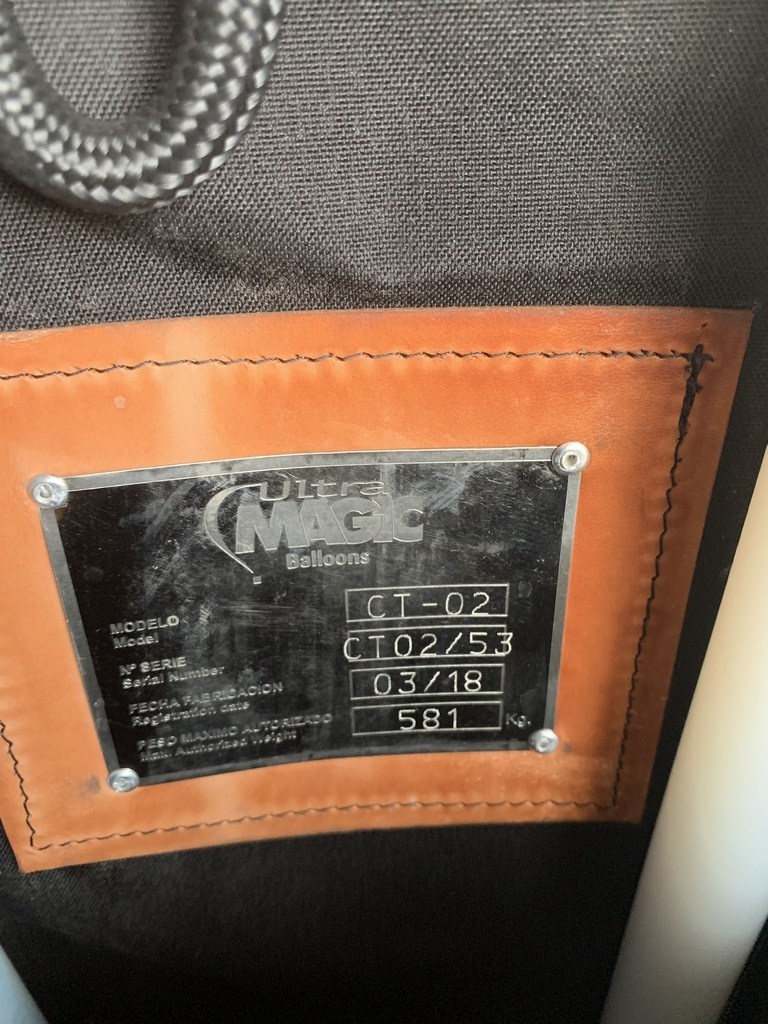 Ultra
MAGIC
Balloons
MODELO
Model
CT-02
Nº SERIE
Serial Number
CT02/53
FECHA FABRICACION
Registration date
03/18
PESO MAXIMO AUTORIZADO
Max. Authorized Weight
581 Kg.